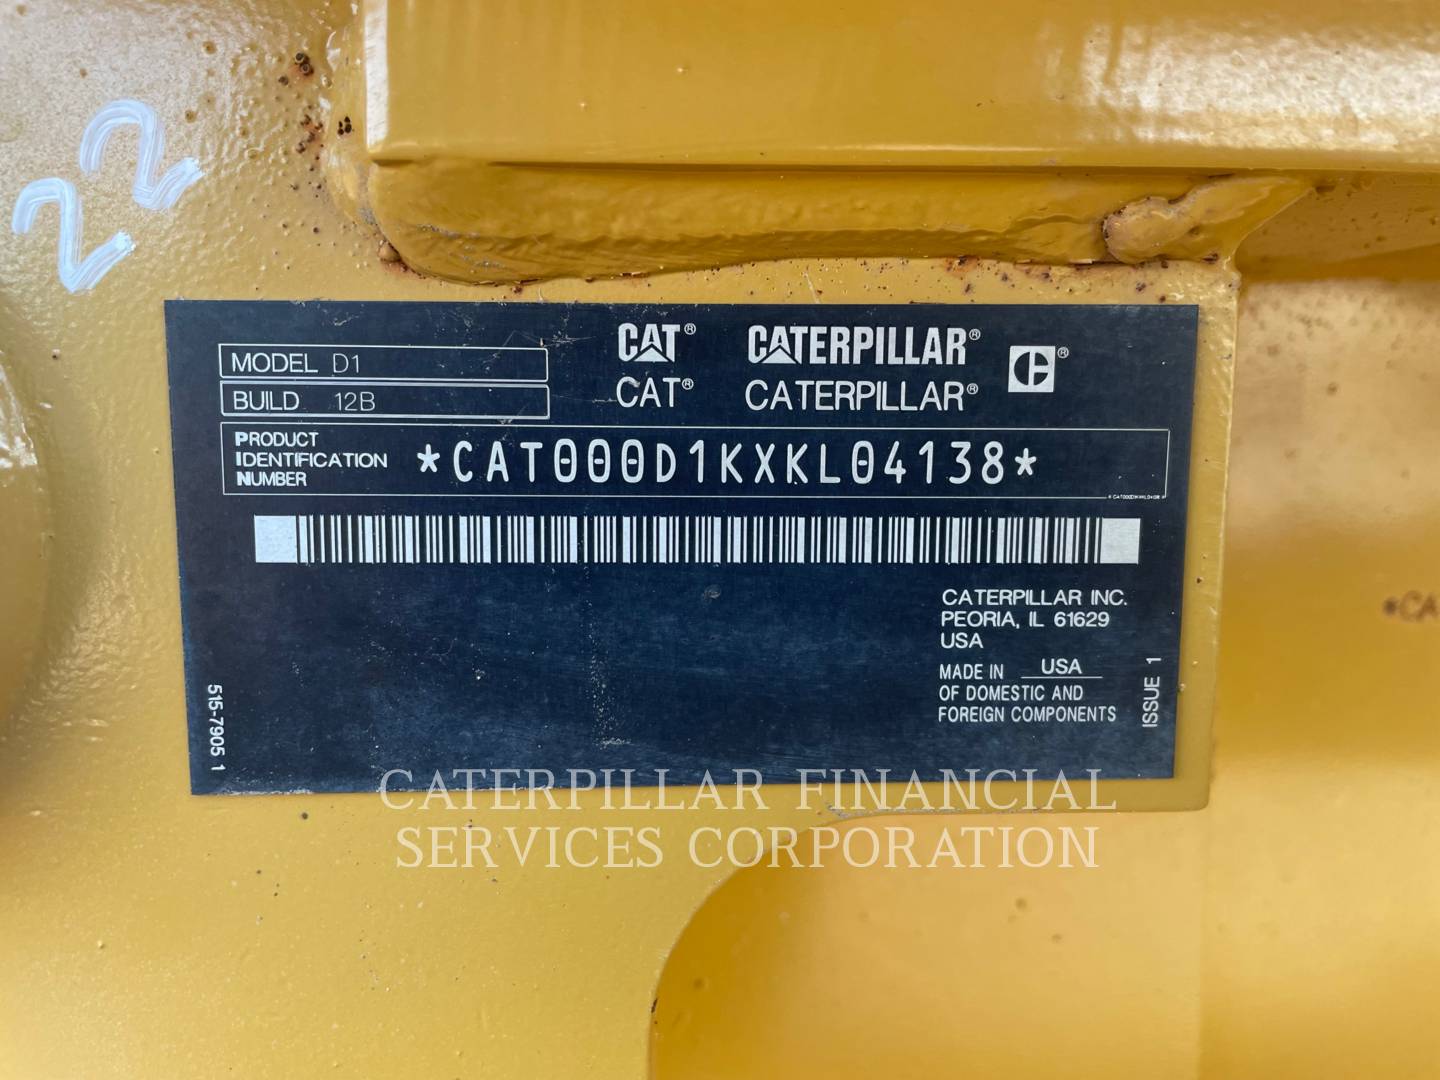 22
CAT® CATERPILLAR® C®
CAT® CATERPILLAR®
MODEL D1
BUILD 12B
PRODUCT
IDENTIFICATION
NUMBER
*CAT000D1KXKL04138*
CATERPILLAR INC.
PEORIA, IL 61629
USA
MADE IN USA
OF DOMESTIC AND
FOREIGN COMPONENTS
515-7905 1
ISSUE 1
*CA
CATERPILLAR FINANCIAL
SERVICES CORPORATION